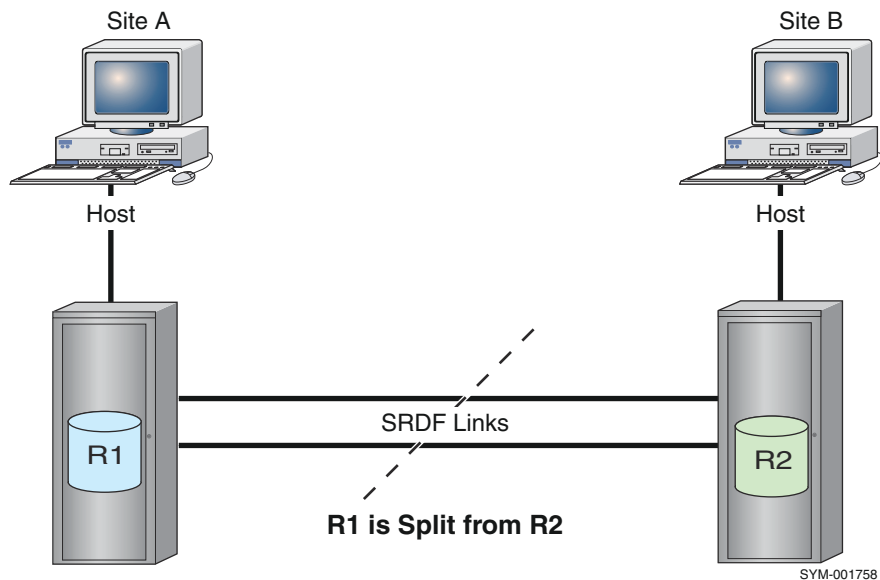 Site A
Site B
Host
Host
SRDF Links
R1
R2
R1 is Split from R2
SYM-001758